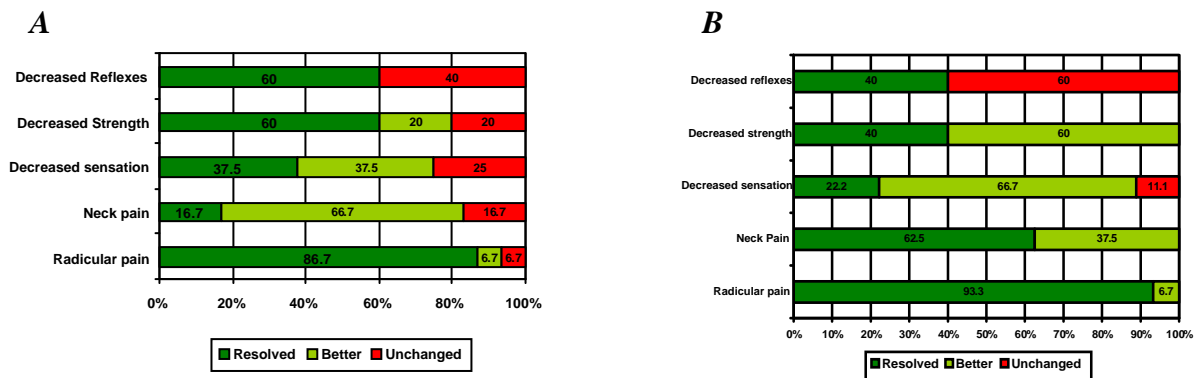 A
Decreased Reflexes 60 40
Decreased Strength 60 20 20
Decreased sensation 37.5 37.5 25
Neck pain 16.7 66.7 16.7
Radicular pain 86.7 6.7 6.7
0% 20% 40% 60% 80% 100%
Resolved Better Unchanged
B
Decreased reflexes 40 60
Decreased strength 40 60
Decreased sensation 22.2 66.7 11.1
Neck Pain 62.5 37.5
Radicular pain 93.3 6.7
0% 10% 20% 30% 40% 50% 60% 70% 80% 90% 100%
Resolved Better Unchanged